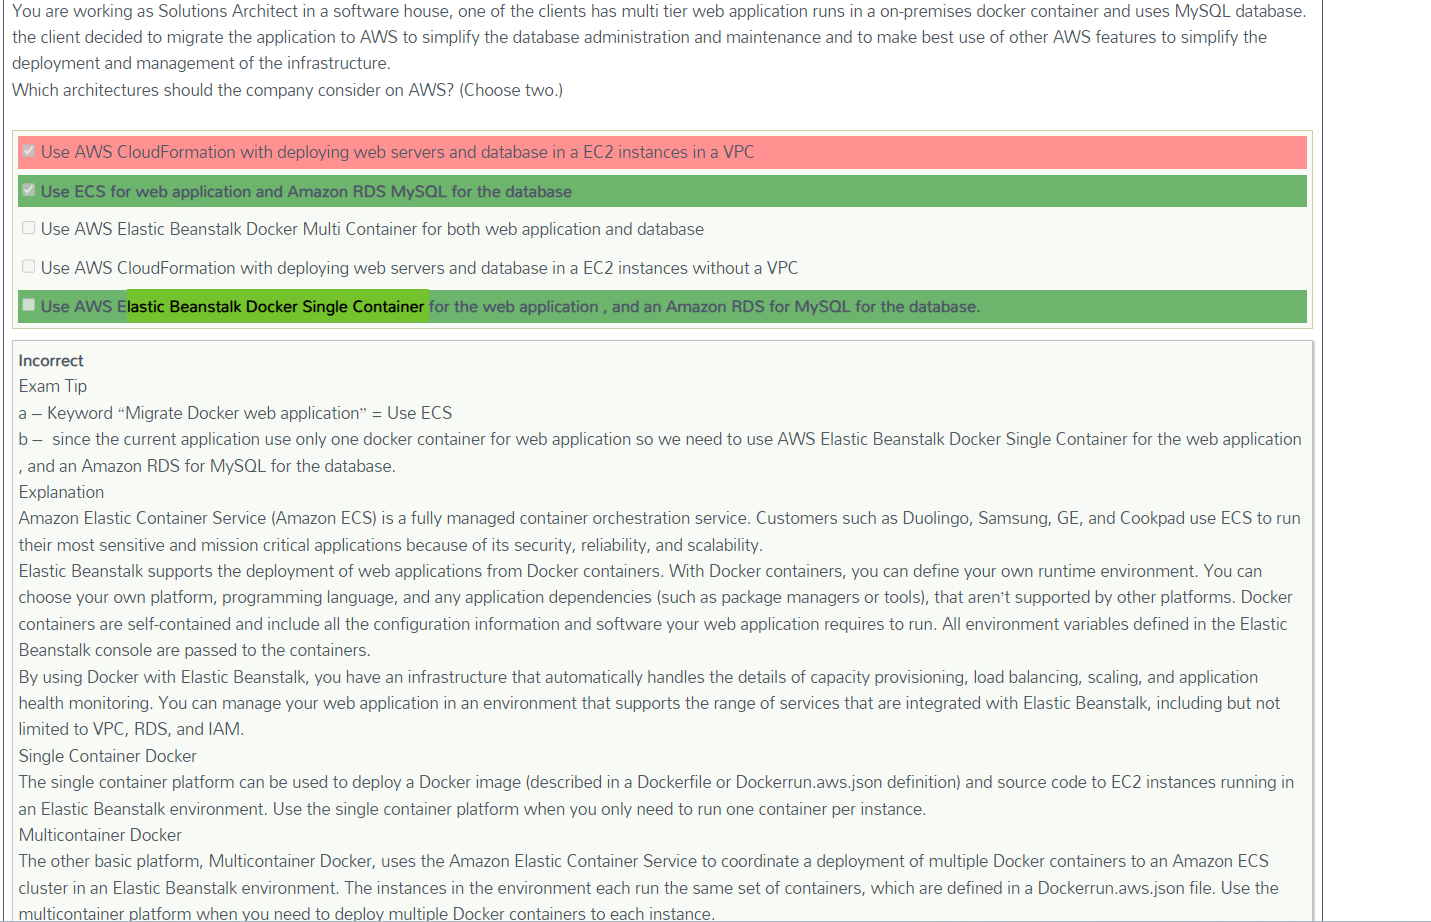 You are working as Solutions Architect in a software house, one of the clients has multi tier web application runs in a on-premises docker container and uses MySQL database.
the client decided to migrate the application to AWS to simplify the database administration and maintenance and to make best use of other AWS features to simplify the
deployment and management of the infrastructure.
Which architectures should the company consider on AWS? (Choose two.)
Use AWS CloudFormation with deploying web servers and database in a EC2 instances in a VPC
Use ECS for web application and Amazon RDS MySQL for the database
Use AWS Elastic Beanstalk Docker Multi Container for both web application and database
Use AWS CloudFormation with deploying web servers and database in a EC2 instances without a VPC
Use AWS Elastic Beanstalk Docker Single Container for the web application , and an Amazon RDS for MySQL for the database.
Incorrect
Exam Tip
a – Keyword “Migrate Docker web application” = Use ECS
b –  since the current application use only one docker container for web application so we need to use AWS Elastic Beanstalk Docker Single Container for the web application
, and an Amazon RDS for MySQL for the database.
Explanation
Amazon Elastic Container Service (Amazon ECS) is a fully managed container orchestration service. Customers such as Duolingo, Samsung, GE, and Cookpad use ECS to run
their most sensitive and mission critical applications because of its security, reliability, and scalability.
Elastic Beanstalk supports the deployment of web applications from Docker containers. With Docker containers, you can define your own runtime environment. You can
choose your own platform, programming language, and any application dependencies (such as package managers or tools), that aren’t supported by other platforms. Docker
containers are self-contained and include all the configuration information and software your web application requires to run. All environment variables defined in the Elastic
Beanstalk console are passed to the containers.
By using Docker with Elastic Beanstalk, you have an infrastructure that automatically handles the details of capacity provisioning, load balancing, scaling, and application
health monitoring. You can manage your web application in an environment that supports the range of services that are integrated with Elastic Beanstalk, including but not
limited to VPC, RDS, and IAM.
Single Container Docker
The single container platform can be used to deploy a Docker image (described in a Dockerfile or Dockerrun.aws.json definition) and source code to EC2 instances running in
an Elastic Beanstalk environment. Use the single container platform when you only need to run one container per instance.
Multicontainer Docker
The other basic platform, Multicontainer Docker, uses the Amazon Elastic Container Service to coordinate a deployment of multiple Docker containers to an Amazon ECS
cluster in an Elastic Beanstalk environment. The instances in the environment each run the same set of containers, which are defined in a Dockerrun.aws.json file. Use the
multicontainer platform when you need to deploy multiple Docker containers to each instance.